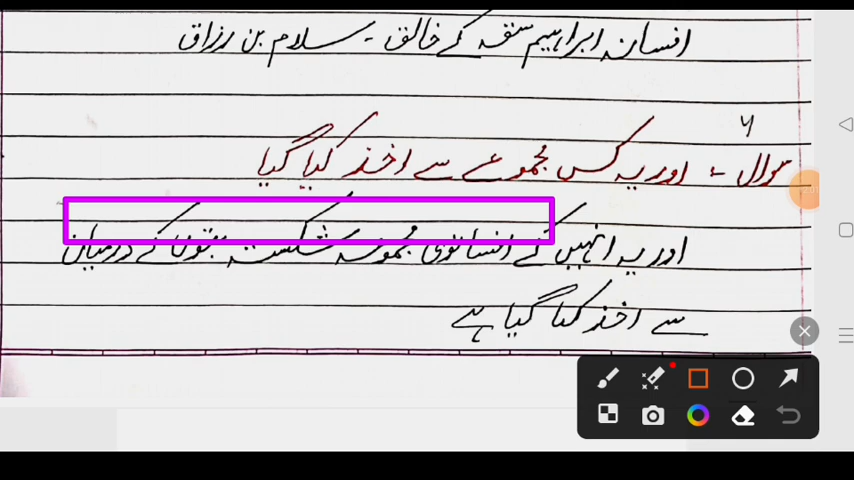 افسانہ ابراہیم سقہ کے خالق - سلام بن رزاق
۶
سوال - اور یہ کس مجموعے سے اخذ کیا گیا
اور یہ انہیں کے افسانوی مجموعہ شکستہ بتوں کے درمیان
سے اخذ کیا گیا ہے